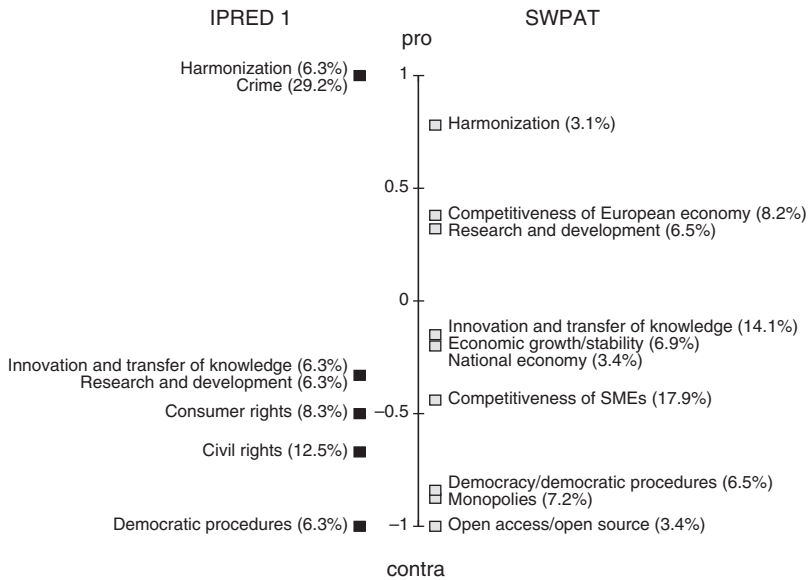 IPRED 1
SWPAT
pro
Harmonization (6.3%)
Crime (29.2%)
1
Harmonization (3.1%)
0.5
Competitiveness of European economy (8.2%)
Research and development (6.5%)
0
Innovation and transfer of knowledge (14.1%)
Economic growth/stability (6.9%)
National economy (3.4%)
Innovation and transfer of knowledge (6.3%)
Research and development (6.3%)
Consumer rights (8.3%)
−0.5
Competitiveness of SMEs (17.9%)
Civil rights (12.5%)
Democracy/democratic procedures (6.5%)
Monopolies (7.2%)
Democratic procedures (6.3%)
−1
Open access/open source (3.4%)
contra